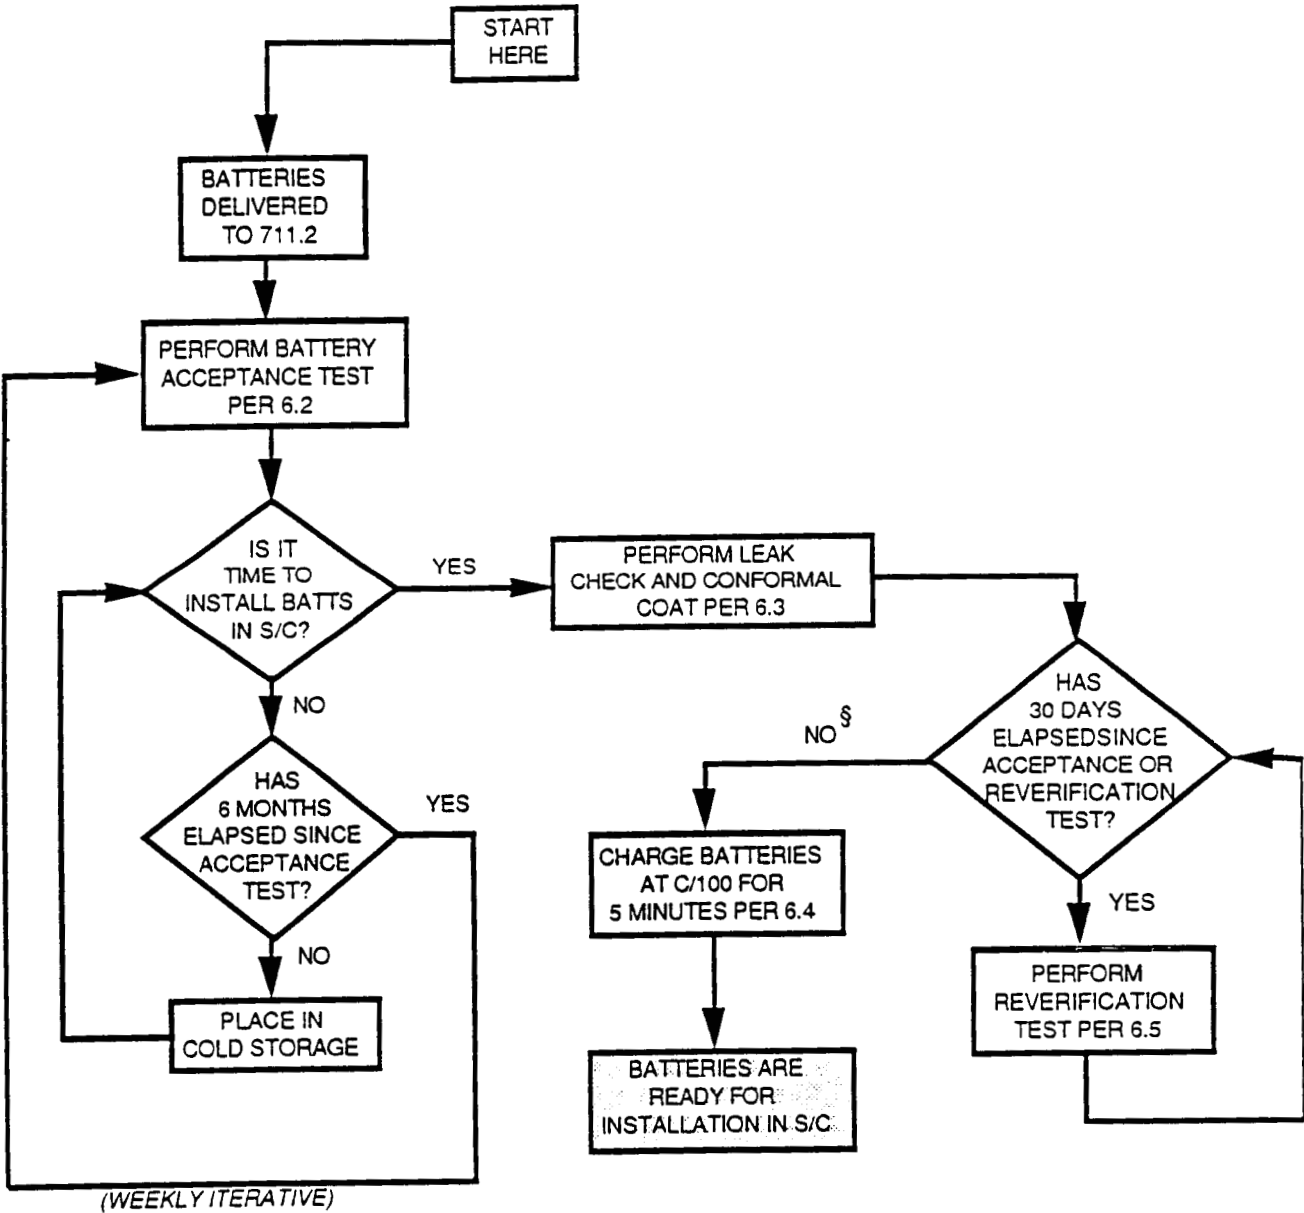 START
HERE
BATTERIES
DELIVERED
TO 711.2
PERFORM BATTERY
ACCEPTANCE TEST
PER 6.2
IS IT
TIME TO
INSTALL BATTS
IN S/C?
YES
PERFORM LEAK
CHECK AND CONFORMAL
COAT PER 6.3
NO
HAS
6 MONTHS
ELAPSED SINCE
ACCEPTANCE
TEST?
YES
NO
PLACE IN
COLD STORAGE
(WEEKLY ITERATIVE)
HAS
30 DAYS
ELAPSEDSINCE
ACCEPTANCE OR
REVERIFICATION
TEST?
NO§
CHARGE BATTERIES
AT C/100 FOR
5 MINUTES PER 6.4
BATTERIES ARE
READY FOR
INSTALLATION IN S/C
YES
PERFORM
REVERIFICATION
TEST PER 6.5